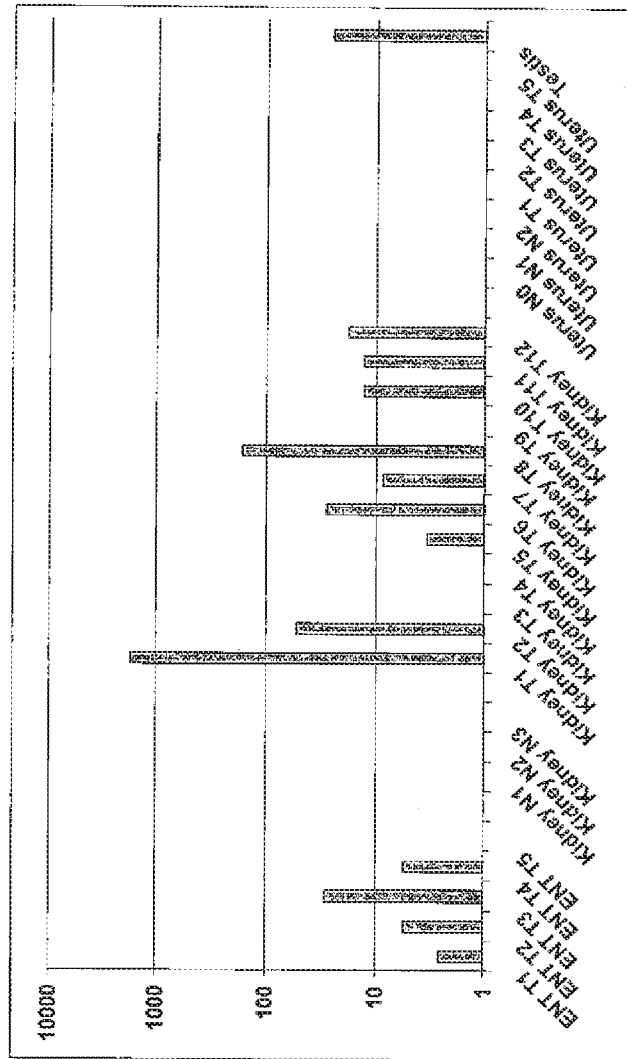 10000
1000
100
10
1
ENT T1
ENT T2
ENT T3
ENT T4
ENT T5
Kidney N1
Kidney N2
Kidney N3
Kidney T1
Kidney T2
Kidney T3
Kidney T4
Kidney T5
Kidney T6
Kidney T7
Kidney T8
Kidney T9
Kidney T10
Kidney T11
Kidney T12
Uterus N0
Uterus N1
Uterus N2
Uterus T1
Uterus T2
Uterus T3
Uterus T4
Uterus T5
Testis